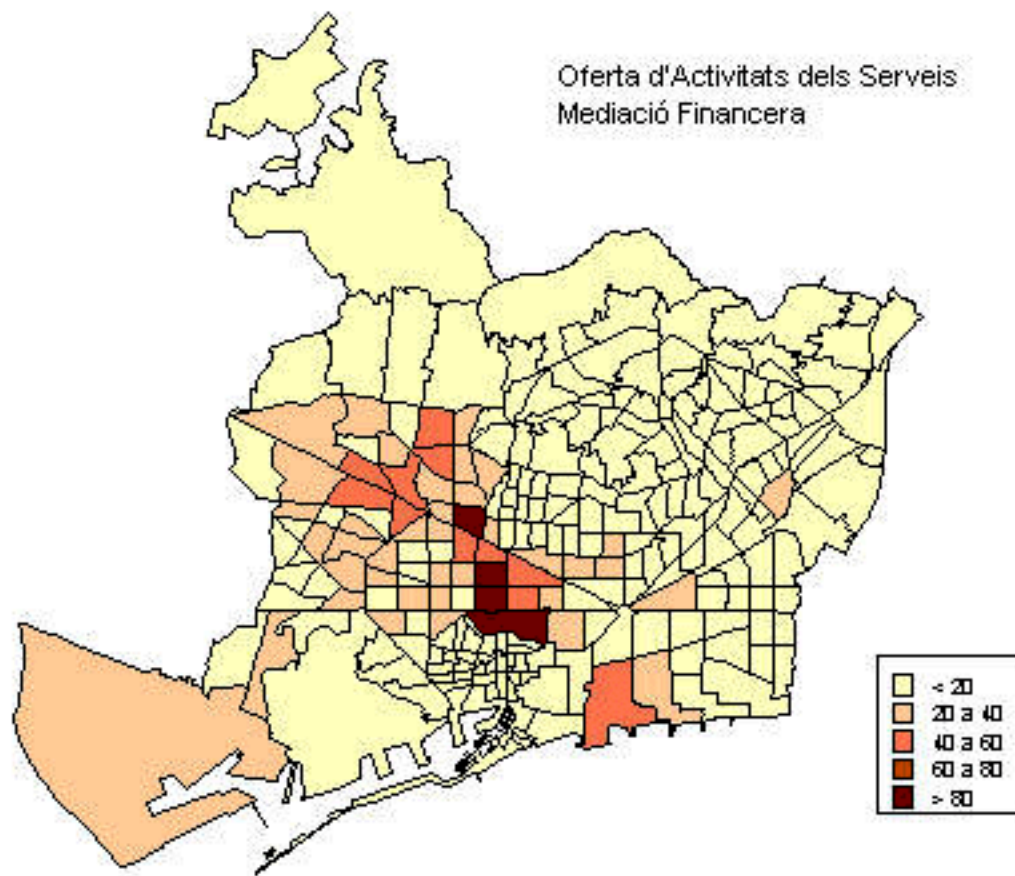 Oferta d'Activitats dels Serveis
Mediació Financera
< 20
20 a 40
40 a 60
60 a 80
> 80